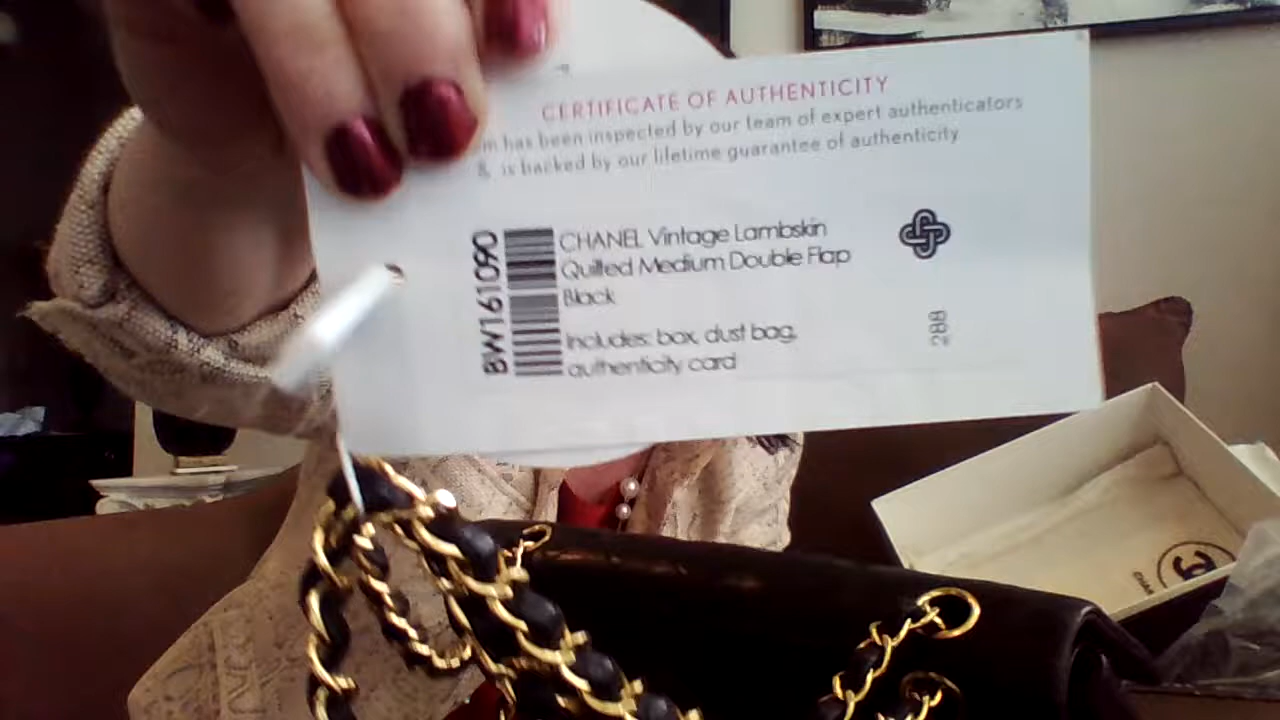 CERTIFICATE OF AUTHENTICITY
m has been inspected by our team of expert authenticators
& is backed by our lifetime guarantee of authenticity
BW161090
CHANEL Vintage Lambskin
Quilted Medium Double Flap
Black
Includes: box, dust bag,
authenticity card
288